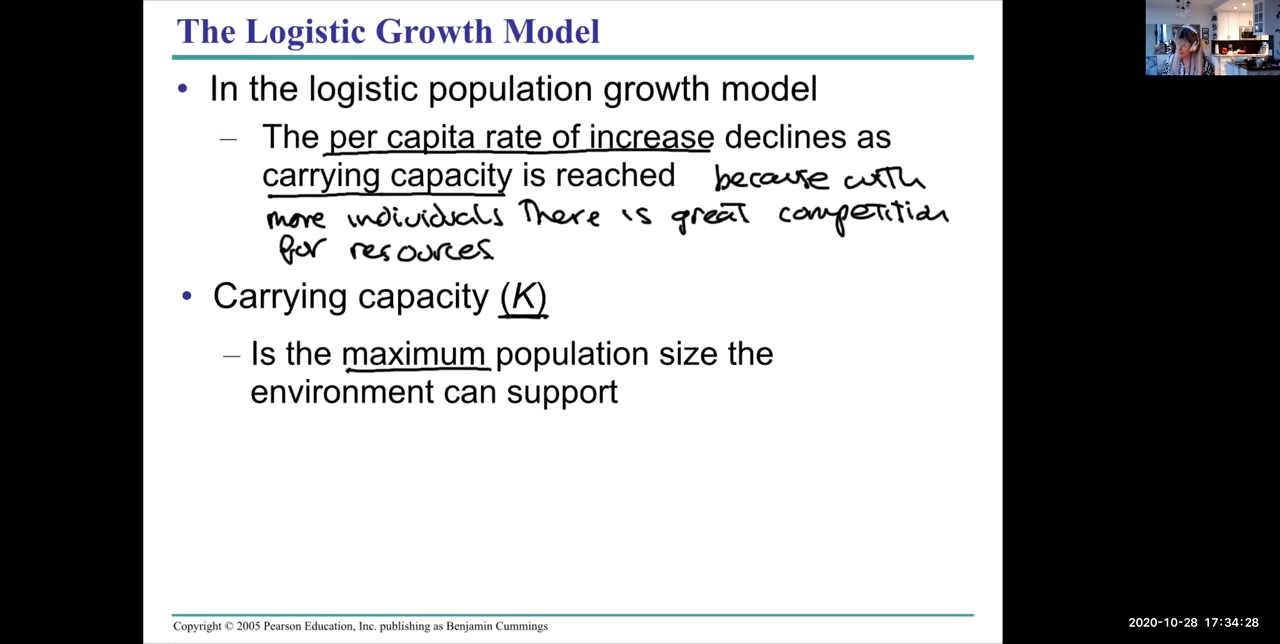 The Logistic Growth Model
• In the logistic population growth model
– The per capita rate of increase declines as
carrying capacity is reached because with
more individuals There is great competition
for resources
• Carrying capacity (K)
– Is the maximum population size the
environment can support
Copyright © 2005 Pearson Education, Inc. publishing as Benjamin Cummings
2020-10-28 17:34:28